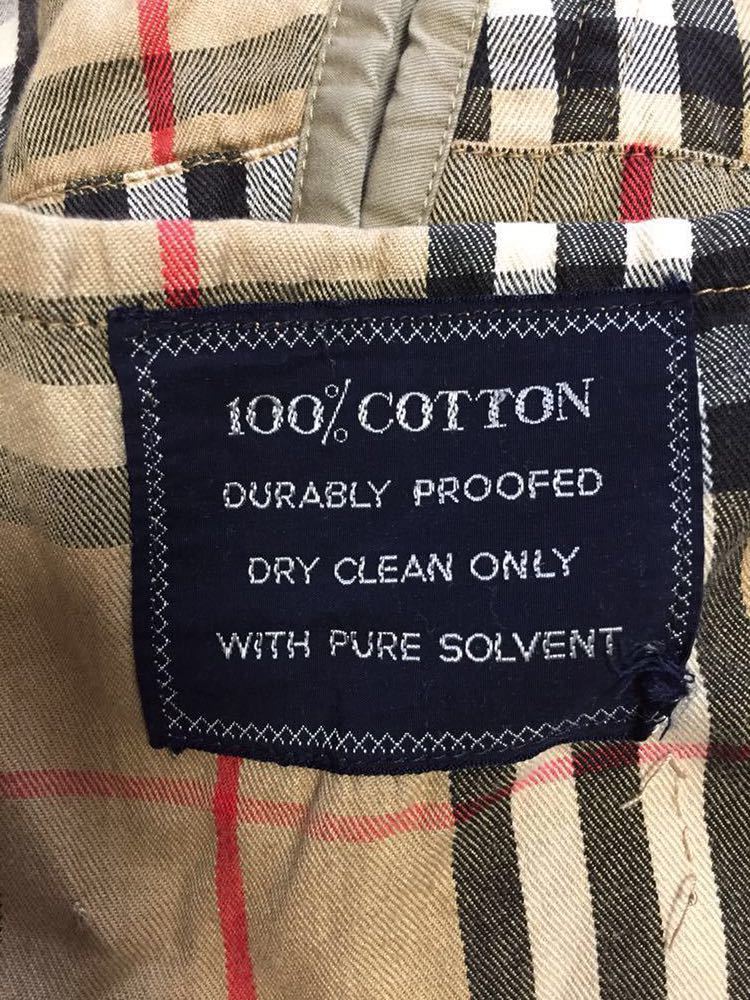 100% COTTON
DURABLY PROOFED
DRY CLEAN ONLY
WITH PURE SOLVENT